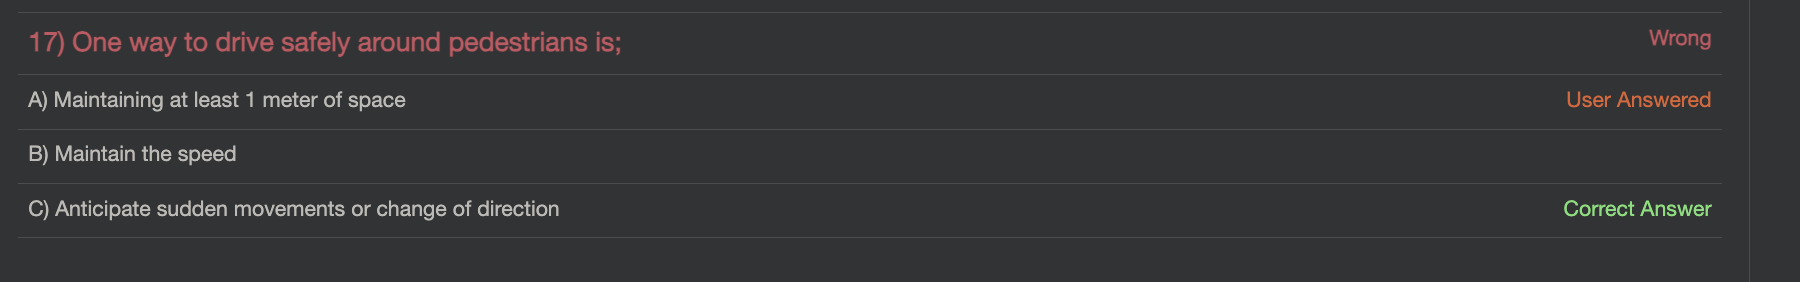 17) One way to drive safely around pedestrians is; Wrong
A) Maintaining at least 1 meter of space User Answered
B) Maintain the speed
C) Anticipate sudden movements or change of direction Correct Answer